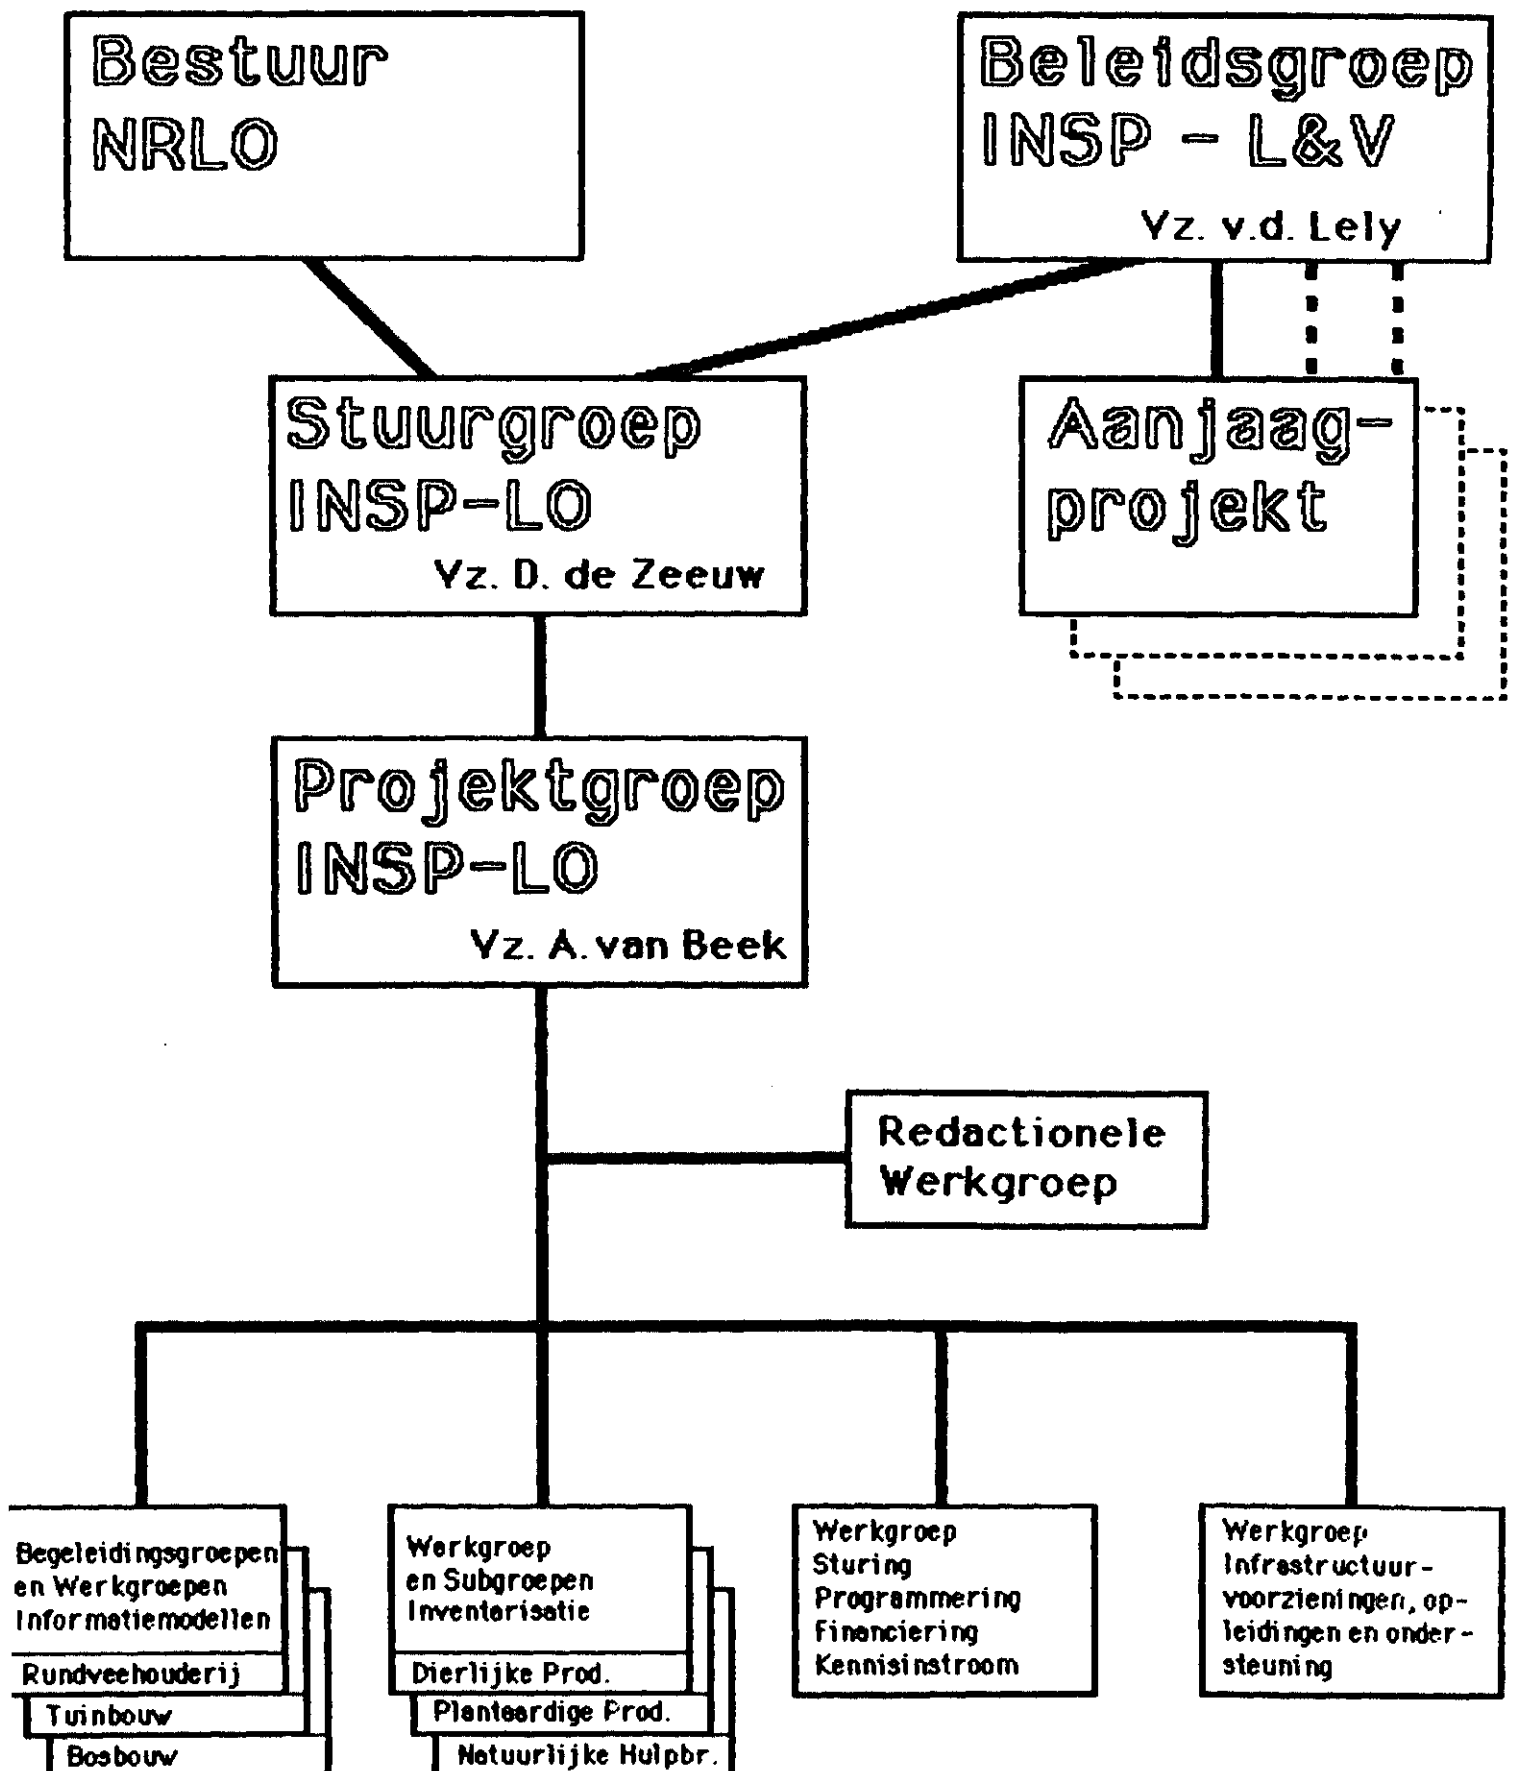 Bestuur
NRLO
Beleidsgroep
INSP - L&V
Vz. v.d. Lely
Stuurgroep
INSP-LO
Vz. D. de Zeeuw
Aanjaag-
projekt
Projektgroep
INSP-LO
Vz. A. van Beek
Redactionele
Werkgroep
Begeleidingsgroepen
en Werkgroepen
Informatiemodellen
Rundveehouderij
Tuinbouw
Bosbouw
Werkgroep
en Subgroepen
Inventarisatie
Dierlijke Prod.
Plantaardige Prod.
Natuurlijke Hulpbr.
Werkgroep
Sturing
Programmering
Financiering
Kennisinstroom
Werkgroep
Infrastructuur-
voorzieningen, op-
leidingen en onder-
steuning